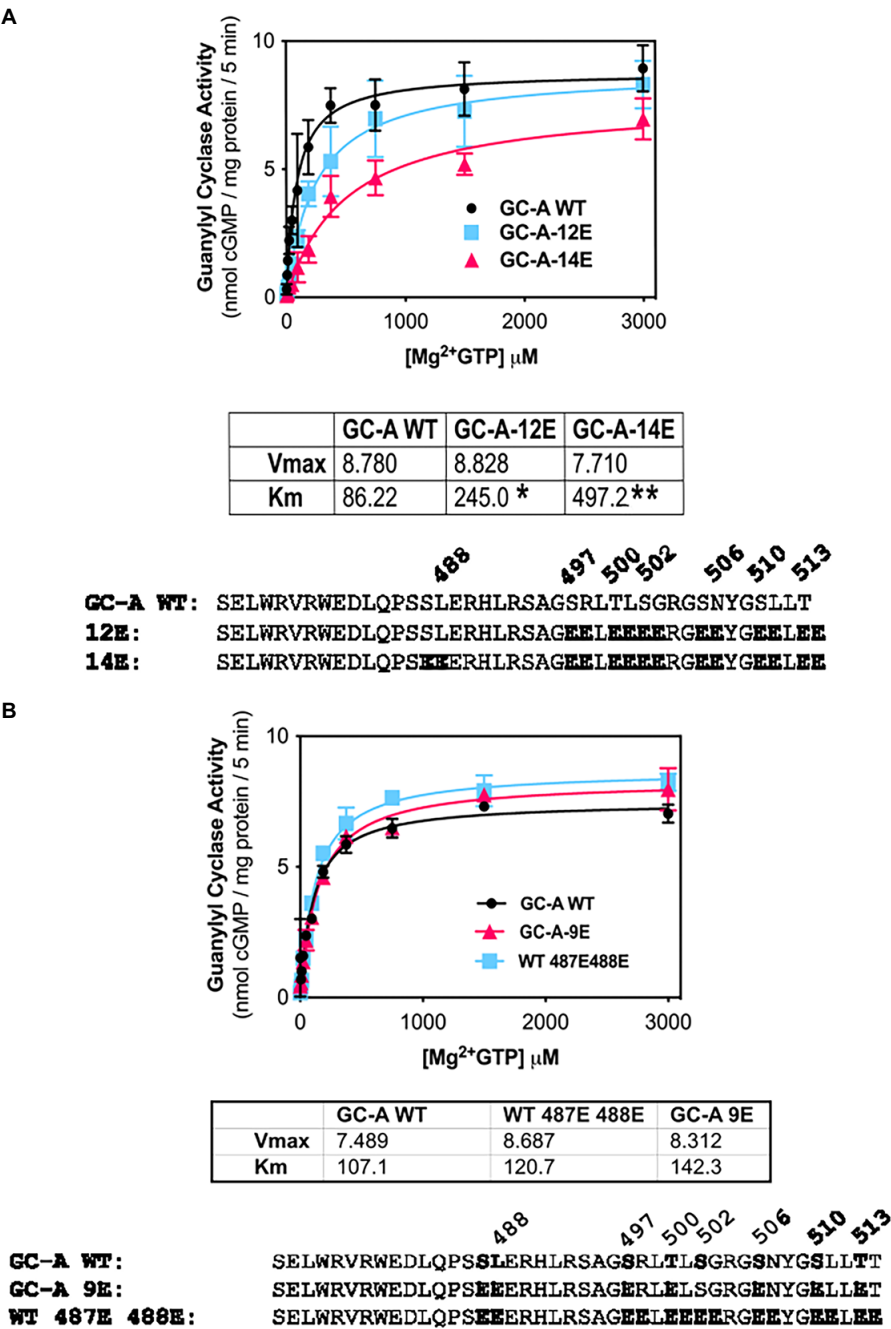 A
Guanylyl Cyclase Activity
(nmol cGMP / mg protein / 5 min)
10
5
0
GC-A WT
GC-A-12E
GC-A-14E
0 1000 2000 3000
[Mg²⁺GTP] μM
GC-A WT GC-A-12E GC-A-14E
Vmax 8.780 8.828 7.710
Km 86.22 245.0 * 497.2 **
488 497 500 502 506 510 513
GC-A WT: SELWRVRWEDLQPSSLERHLRSAGSRLTLSGRGSNYGSLLT
12E: SELWRVRWEDLQPSSLERHLRSAGEELEEEERGEEYGEELEE
14E: SELWRVRWEDLQPSEEERHLRSAGEELEEEERGEEYGEELEE
B
Guanylyl Cyclase Activity
(nmol cGMP / mg protein / 5 min)
10
5
0
GC-A WT
GC-A-9E
WT 487E488E
0 1000 2000 3000
[Mg²⁺GTP] μM
GC-A WT WT 487E 488E GC-A 9E
Vmax 7.489 8.687 8.312
Km 107.1 120.7 142.3
488 497 500 502 506 510 513
GC-A WT: SELWRVRWEDLQPSSLERHLRSAGSRLTLSGRGSNYGSLLTT
GC-A 9E: SELWRVRWEDLQPSEEERHLRSAGERLELSGRGENYGELLET
WT 487E 488E: SELWRVRWEDLQPSEEERHLRSAGEELEEEERGEEYGEELEE